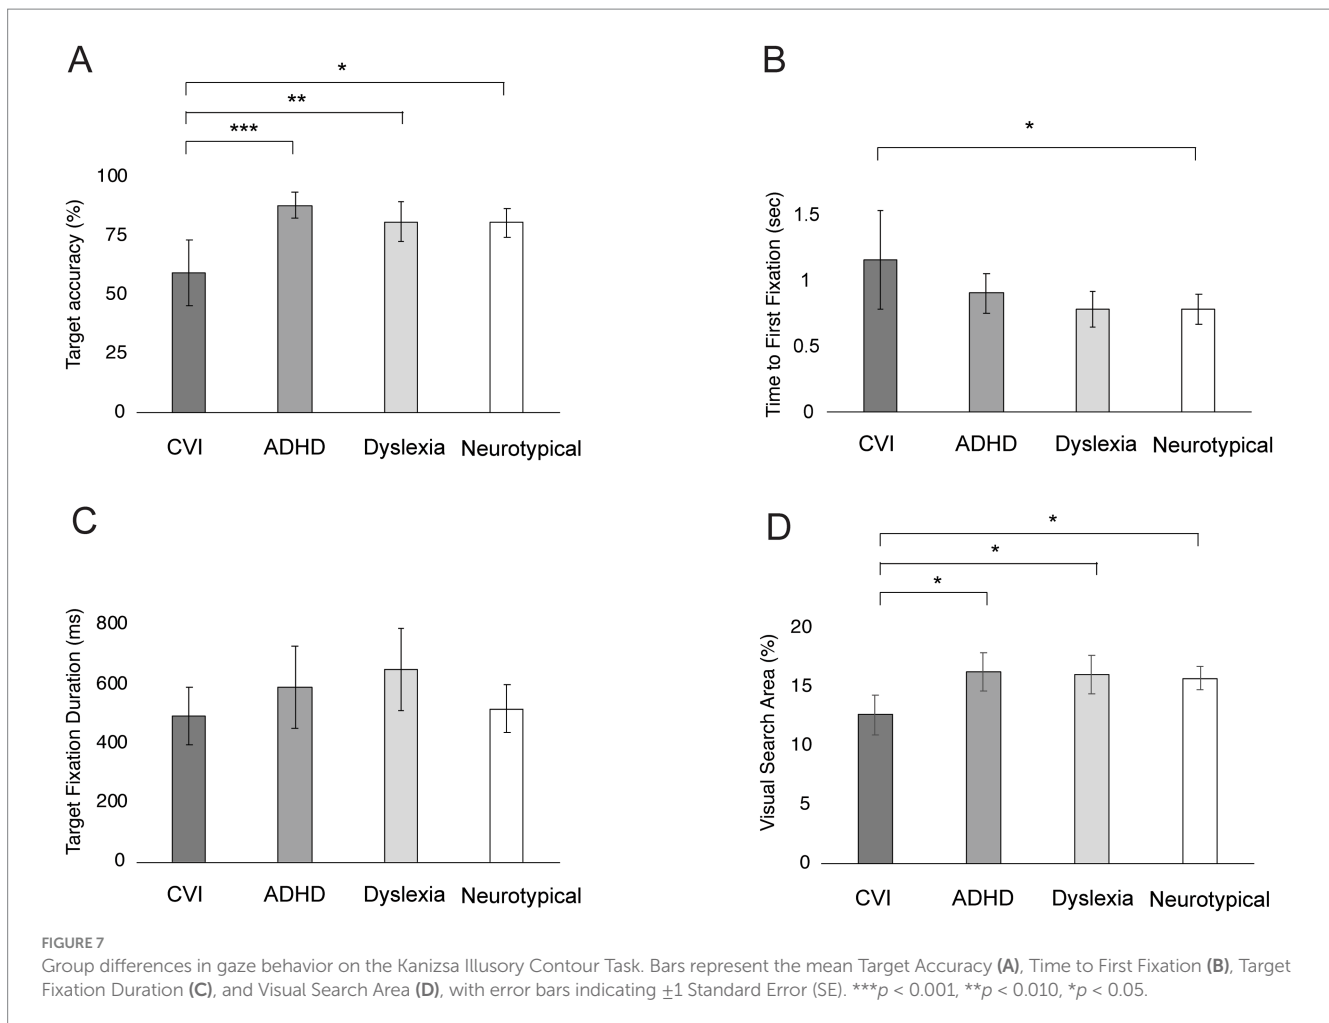 A
*
**
***
Target accuracy (%)
100
75
50
25
0
CVI ADHD Dyslexia Neurotypical
B
*
Time to First Fixation (sec)
1.5
1
0.5
0
CVI ADHD Dyslexia Neurotypical
C
Target Fixation Duration (ms)
800
600
400
200
0
CVI ADHD Dyslexia Neurotypical
D
*
*
*
Visual Search Area (%)
20
15
10
5
0
CVI ADHD Dyslexia Neurotypical
FIGURE 7
Group differences in gaze behavior on the Kanizsa Illusory Contour Task. Bars represent the mean Target Accuracy (A), Time to First Fixation (B), Target
Fixation Duration (C), and Visual Search Area (D), with error bars indicating ±1 Standard Error (SE). ***p < 0.001, **p < 0.010, *p < 0.05.